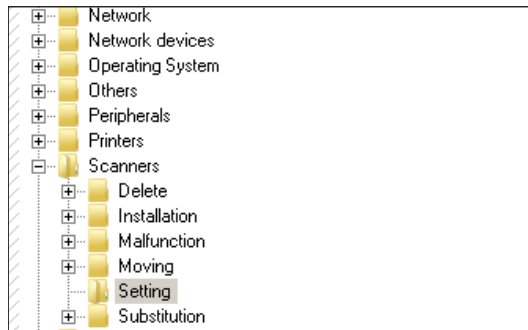 Network
Network devices
Operating System
Others
Peripherals
Printers
Scanners
Delete
Installation
Malfunction
Moving
Setting
Substitution